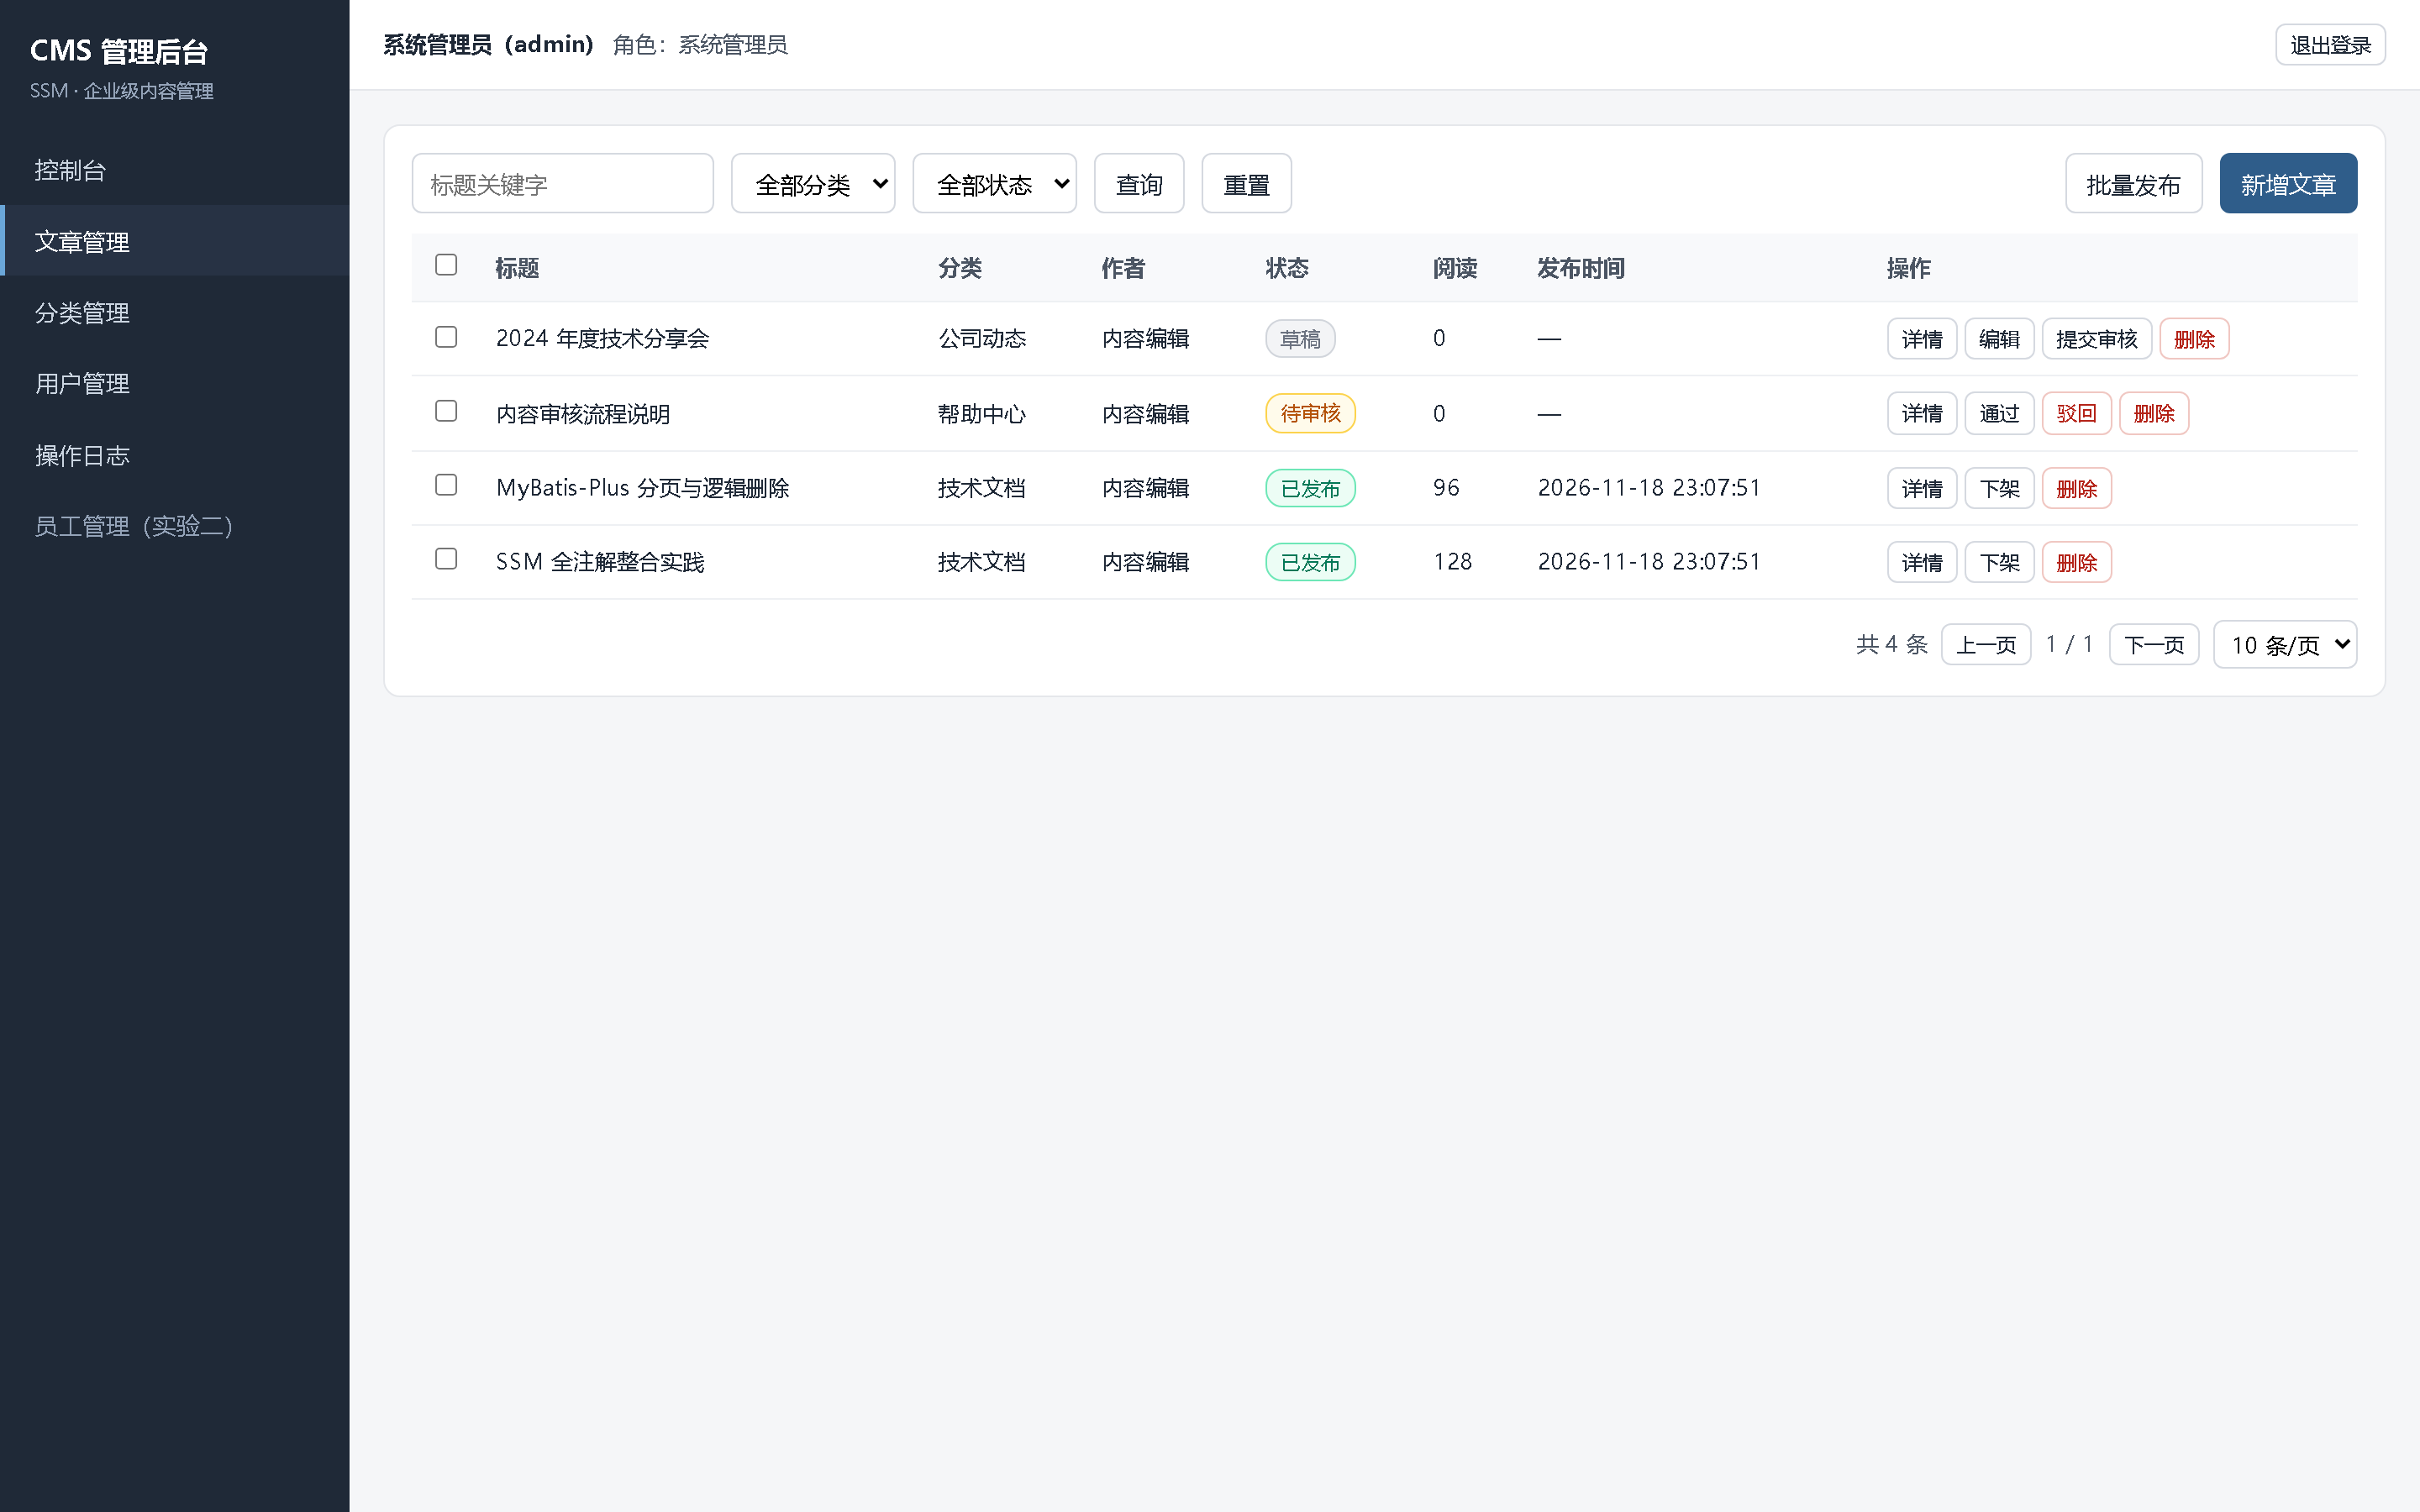 CMS 管理后台
SSM · 企业级内容管理
控制台
文章管理
分类管理
用户管理
操作日志
员工管理（实验二）
系统管理员（admin） 角色：系统管理员
退出登录
标题关键字 全部分类 全部状态 查询 重置 批量发布 新增文章
标题 分类 作者 状态 阅读 发布时间 操作
2024 年度技术分享会 公司动态 内容编辑 草稿 0 — 详情 编辑 提交审核 删除
内容审核流程说明 帮助中心 内容编辑 待审核 0 — 详情 通过 驳回 删除
MyBatis-Plus 分页与逻辑删除 技术文档 内容编辑 已发布 96 2026-11-18 23:07:51 详情 下架 删除
SSM 全注解整合实践 技术文档 内容编辑 已发布 128 2026-11-18 23:07:51 详情 下架 删除
共 4 条 上一页 1 / 1 下一页 10 条/页